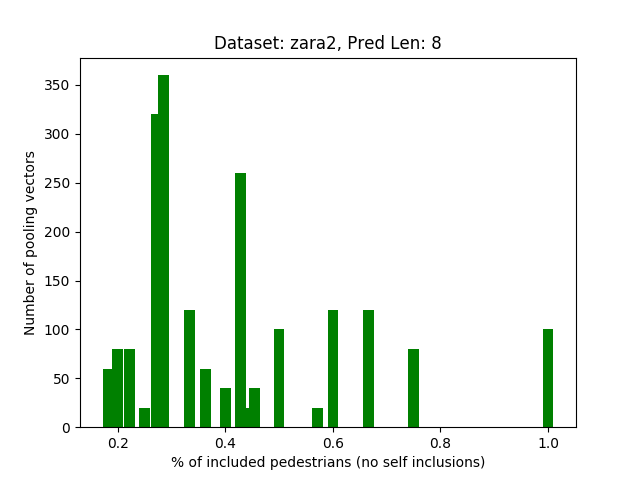 Dataset: zara2, Pred Len: 8
350
300
250
200
150
100
50
0
Number of pooling vectors
0.2 0.4 0.6 0.8 1.0
% of included pedestrians (no self inclusions)